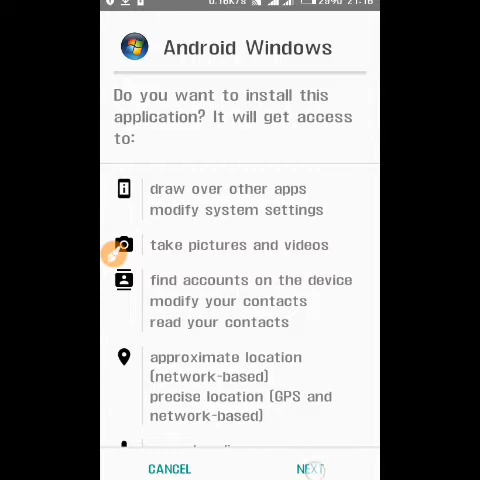 21:16
Android Windows
Do you want to install this
application? It will get access
to:
draw over other apps
modify system settings
take pictures and videos
find accounts on the device
modify your contacts
read your contacts
approximate location
(network-based)
precise location (GPS and
network-based)
CANCEL
NEXT